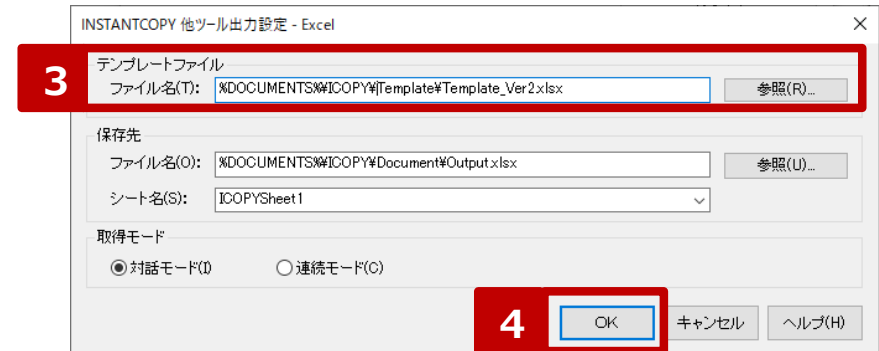 INSTANTCOPY 他ツール出力設定 - Excel
3
テンプレートファイル
ファイル名(T): %DOCUMENTS%¥ICOPY¥Template¥Template_Ver2.xlsx 参照(R)...
保存先
ファイル名(O): %DOCUMENTS%¥ICOPY¥Document¥Output.xlsx 参照(U)...
シート名(S): ICOPYSheet1
取得モード
対話モード(I) 連続モード(C)
4 OK キャンセル ヘルプ(H)